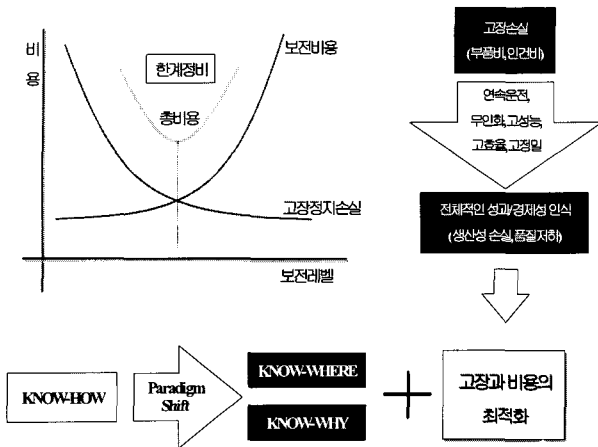 비
용
한계정비
총비용
보전비용
고장정지손실
보전레벨
고장손실
(부품비,인건비)
연속운전,
무인화,고성능,
고효율,고정밀
전체적인 성과/경제성 인식
(생산성 손실,품질저하)
KNOW-HOW
Paradigm
Shift
KNOW-WHERE
KNOW-WHY
고장과 비용의
최적화